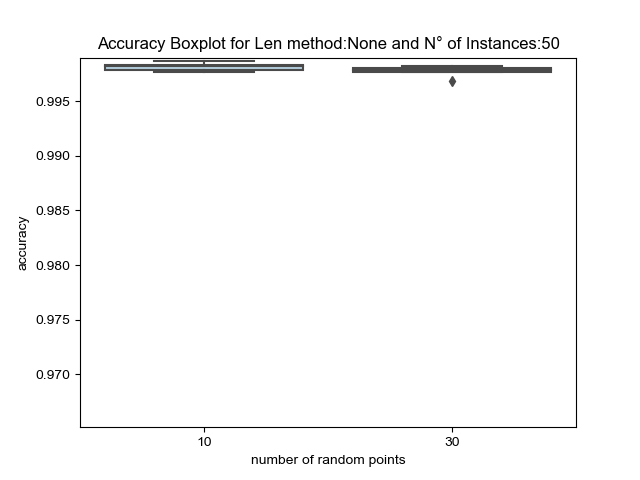 Accuracy Boxplot for Len method:None and N° of Instances:50
0.995
0.990
0.985
0.980
0.975
0.970
accuracy
10
30
number of random points